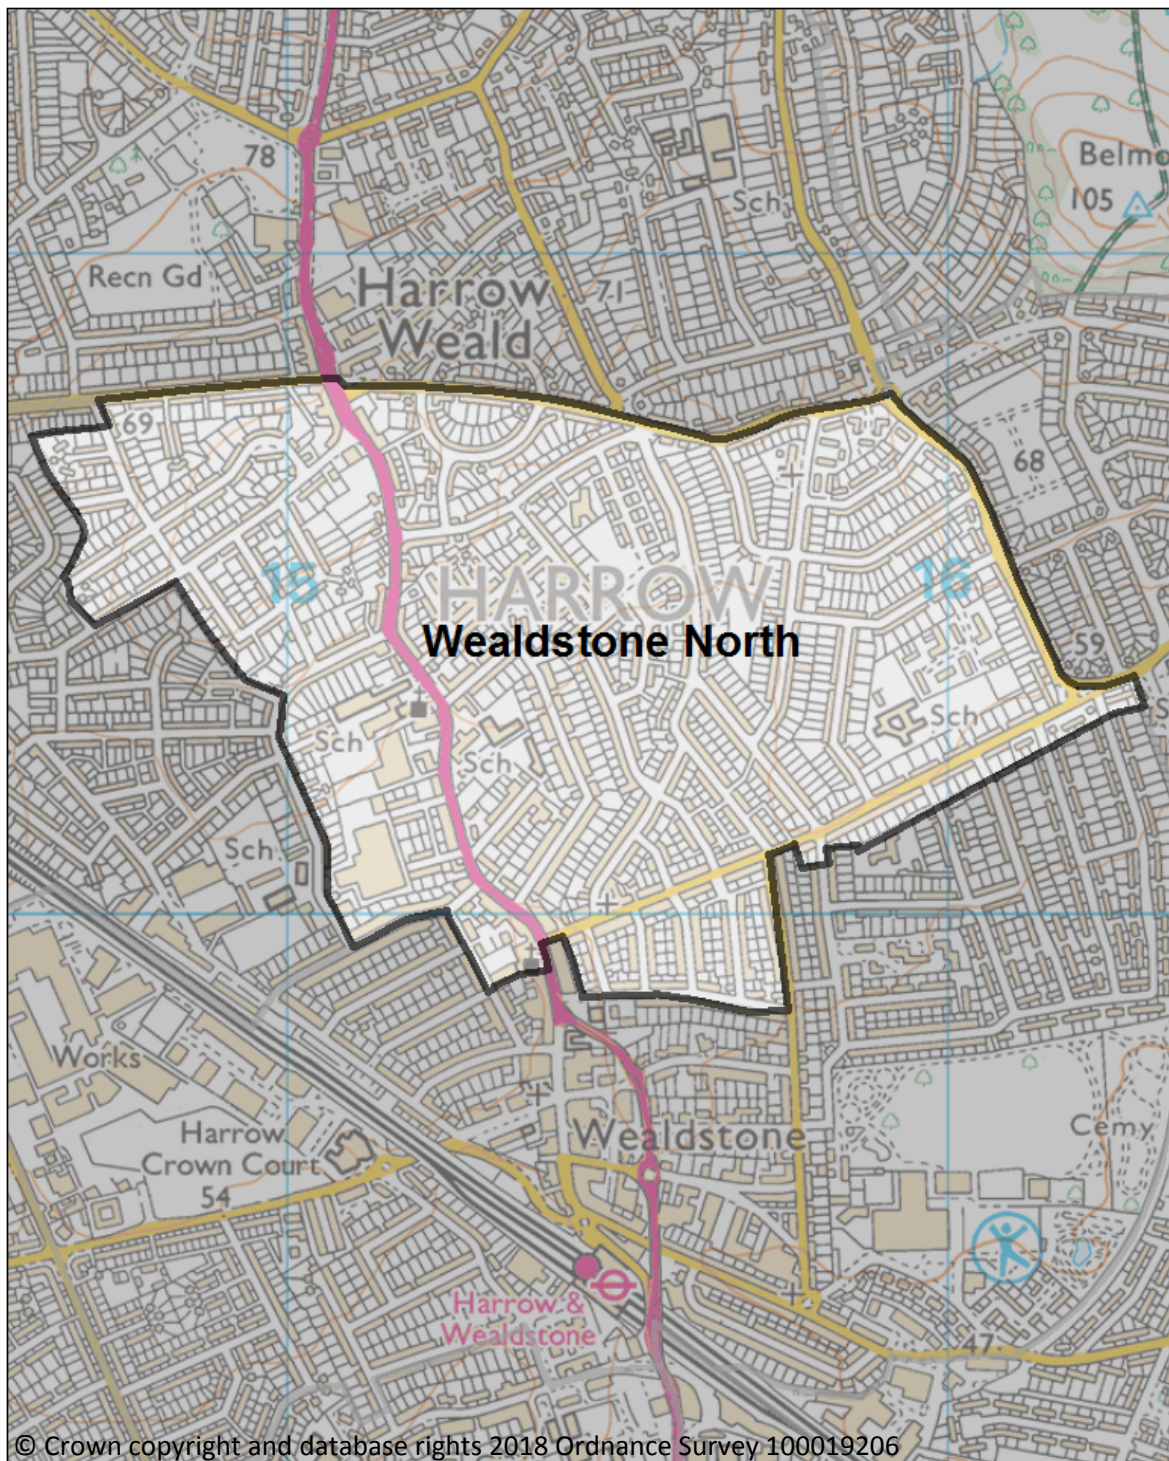 78
Belmo
105
Sch
Recn Gd
Harrow
71
Weald
69
68
15
16
HARROW
Wealdstone North
59
Sch
Sch
Sch
Sch
Works
Wealdstone
Cemy
Harrow
Crown Court
54
Harrow &
Wealdstone
47
© Crown copyright and database rights 2018 Ordnance Survey 100019206